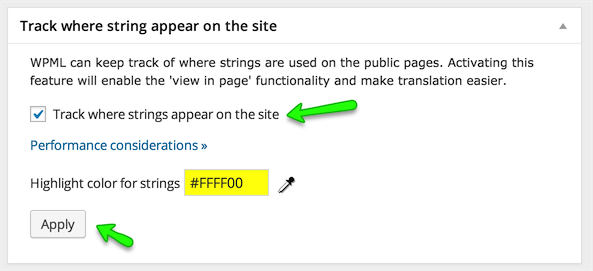 Track where string appear on the site
WPML can keep track of where strings are used on the public pages. Activating this
feature will enable the 'view in page' functionality and make translation easier.
Track where strings appear on the site
Performance considerations »
Highlight color for strings #FFFF00
Apply